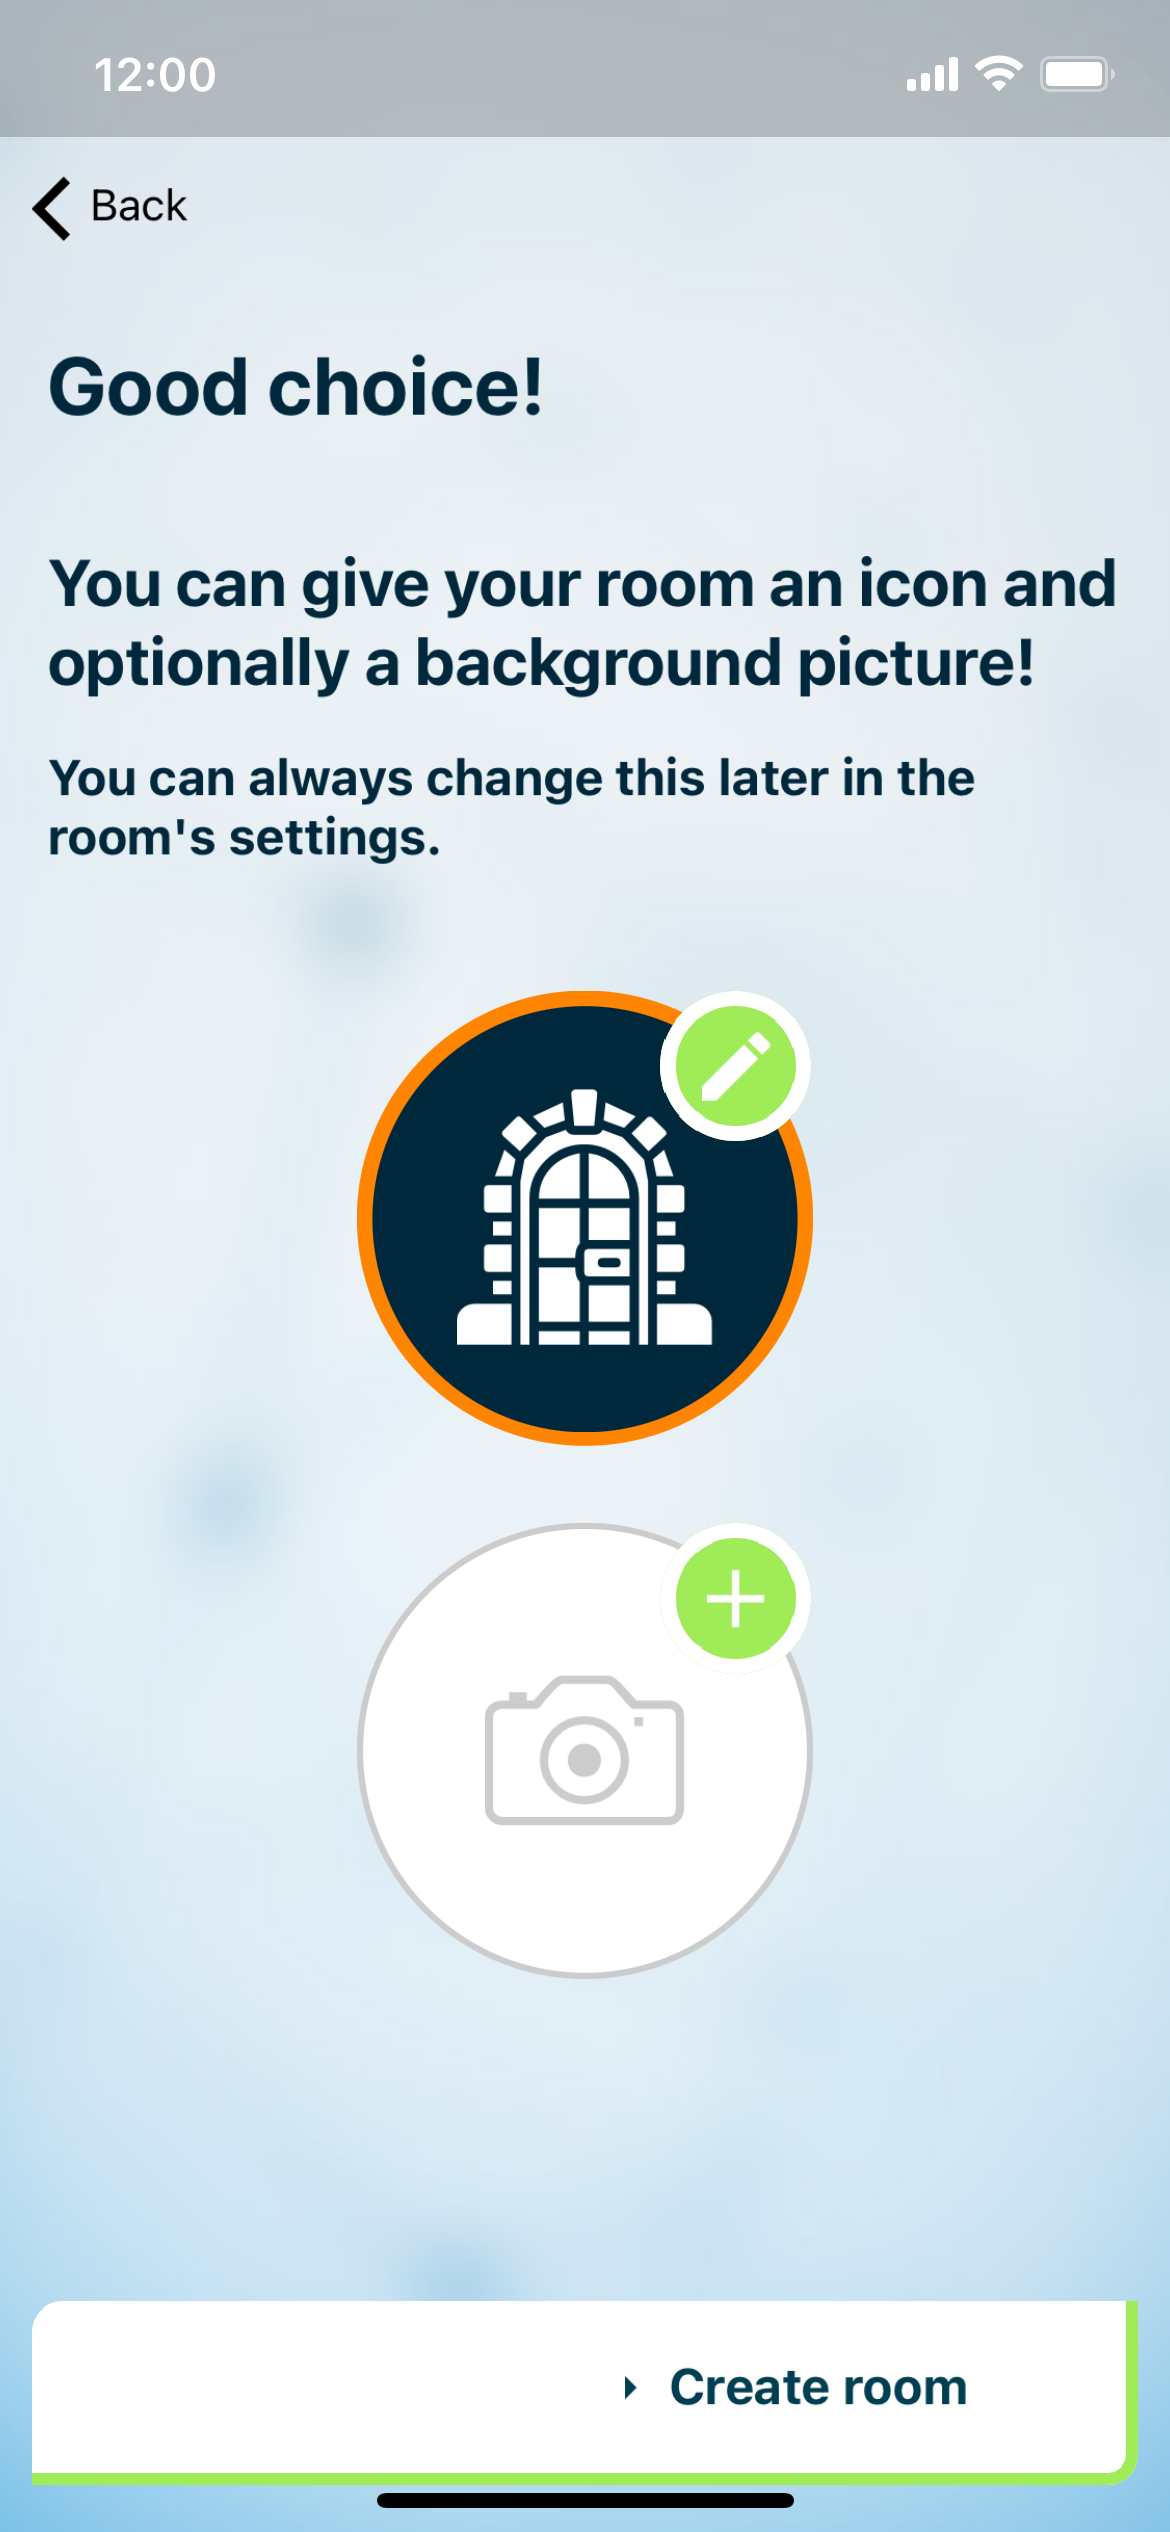 12:00
Back
Good choice!
You can give your room an icon and
optionally a background picture!
You can always change this later in the
room's settings.
Create room